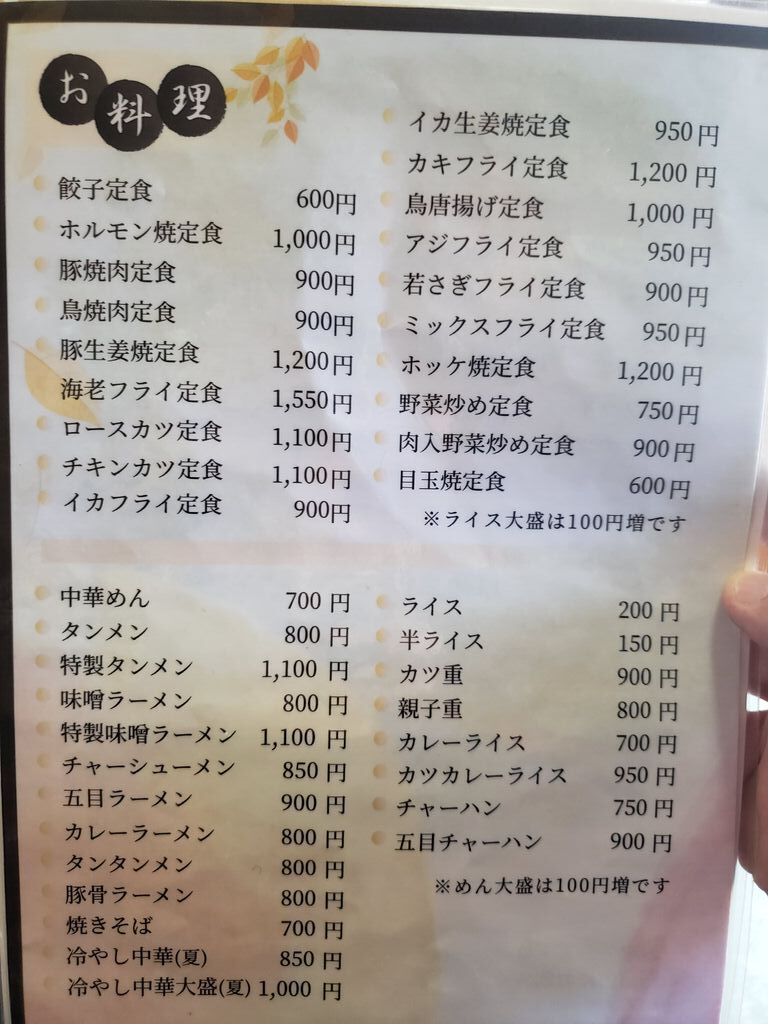 お料理
餃子定食 600円
ホルモン焼定食 1,000円
豚焼肉定食 900円
鳥焼肉定食 900円
豚生姜焼定食 1,200円
海老フライ定食 1,550円
ロースカツ定食 1,100円
チキンカツ定食 1,100円
イカフライ定食 900円
イカ生姜焼定食 950円
カキフライ定食 1,200円
鳥唐揚げ定食 1,000円
アジフライ定食 950円
若さぎフライ定食 900円
ミックスフライ定食 950円
ホッケ焼定食 1,200円
野菜炒め定食 750円
肉入野菜炒め定食 900円
目玉焼定食 600円
※ライス大盛は100円増です
中華めん 700円
タンメン 800円
特製タンメン 1,100円
味噌ラーメン 800円
特製味噌ラーメン 1,100円
チャーシューメン 850円
五目ラーメン 900円
カレーラーメン 800円
タンタンメン 800円
豚骨ラーメン 800円
焼きそば 700円
冷やし中華(夏) 850円
冷やし中華大盛(夏) 1,000円
ライス 200円
半ライス 150円
カツ重 900円
親子重 800円
カレーライス 700円
カツカレーライス 950円
チャーハン 750円
五目チャーハン 900円
※めん大盛は100円増です